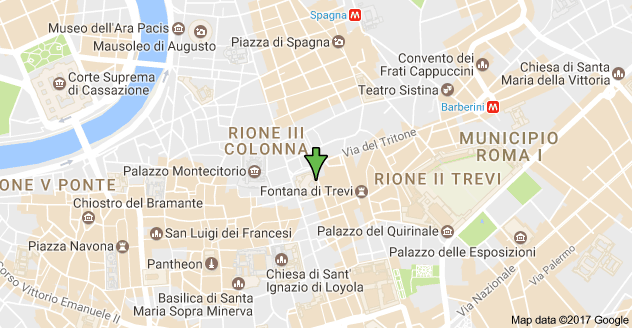 Spagna M
Museo dell'Ara Pacis
Mausoleo di Augusto
Piazza di Spagna
Convento dei
Frati Cappuccini
Chiesa di Santa
Maria della Vittoria
Corte Suprema
di Cassazione
Teatro Sistina
Barberini M
RIONE III
COLONNA
Via del Tritone
MUNICIPIO
ROMA I
Palazzo Montecitorio
RIONE II TREVI
IONE V PONTE
Fontana di Trevi
Chiostro del Bramante
San Luigi dei Francesi
Palazzo del Quirinale
Piazza Navona
Palazzo delle Esposizioni
Pantheon
Chiesa di Sant'
Ignazio di Loyola
Via Palermo
Corso Vittorio Emanuele II
Basilica di Santa
Maria Sopra Minerva
Via Nazionale
Map data ©2017 Google